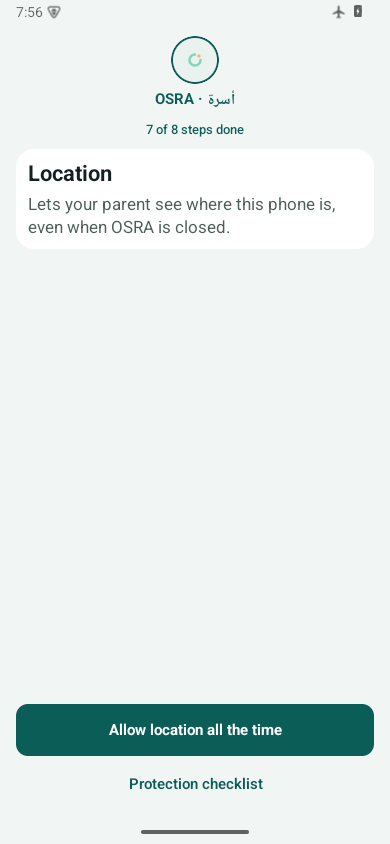 7:56
OSRA · أسرة
7 of 8 steps done
Location
Lets your parent see where this phone is,
even when OSRA is closed.
Allow location all the time
Protection checklist